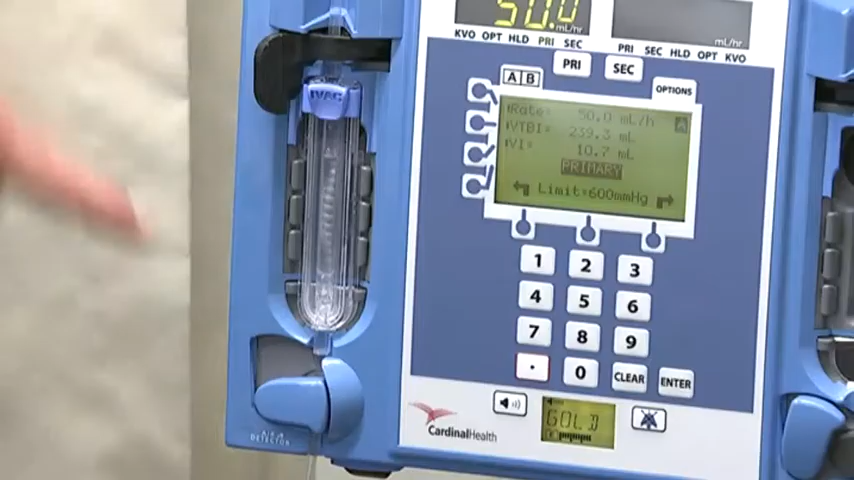 50.0
mL/hr
mL/hr
KVO OPT HLD PRI SEC
PRI SEC HLD OPT KVO
PRI
SEC
A B
OPTIONS
IVAC
Rate= 50.0 mL/h
VTBI= 239.3 mL
VI= 10.7 mL
A
PRIMARY
Limit=600mmHg
1 2 3
4 5 6
7 8 9
. 0 CLEAR ENTER
CardinalHealth
GOLD
DETECTOR